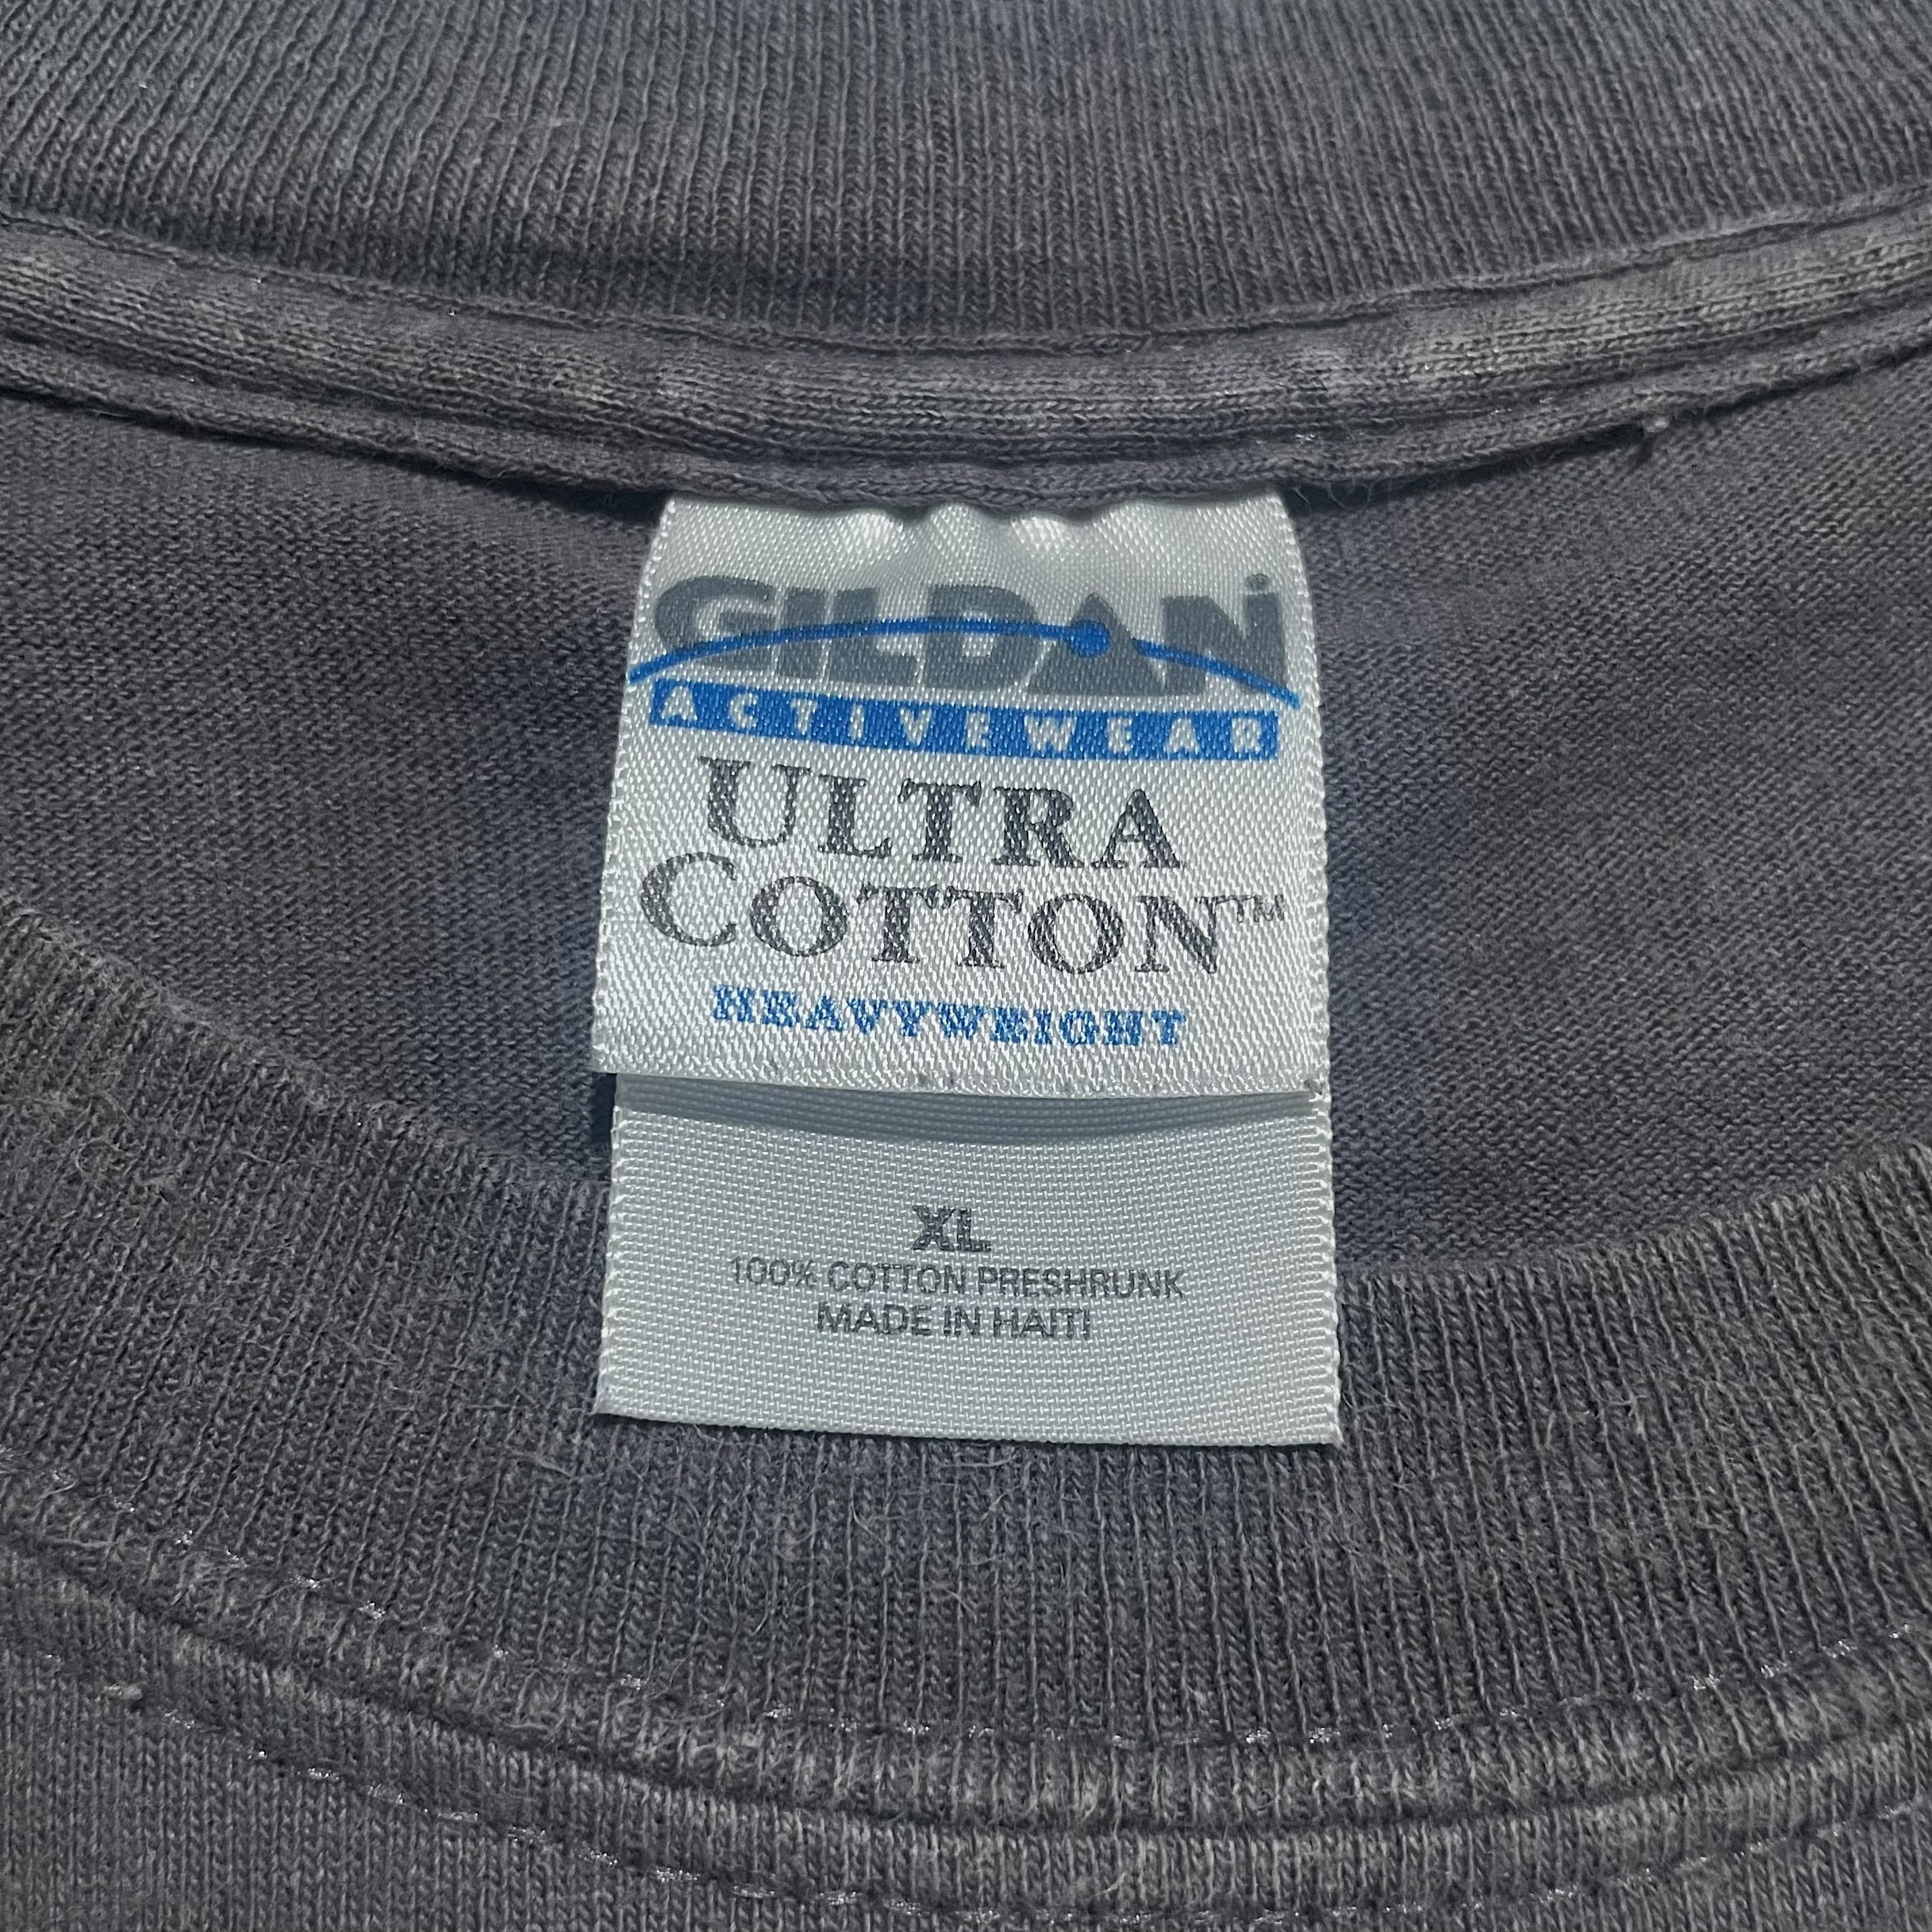 GILDAN
ACTIVEWEAR
ULTRA
COTTON™
HEAVYWEIGHT
XL
100% COTTON PRESHRUNK
MADE IN HAITI